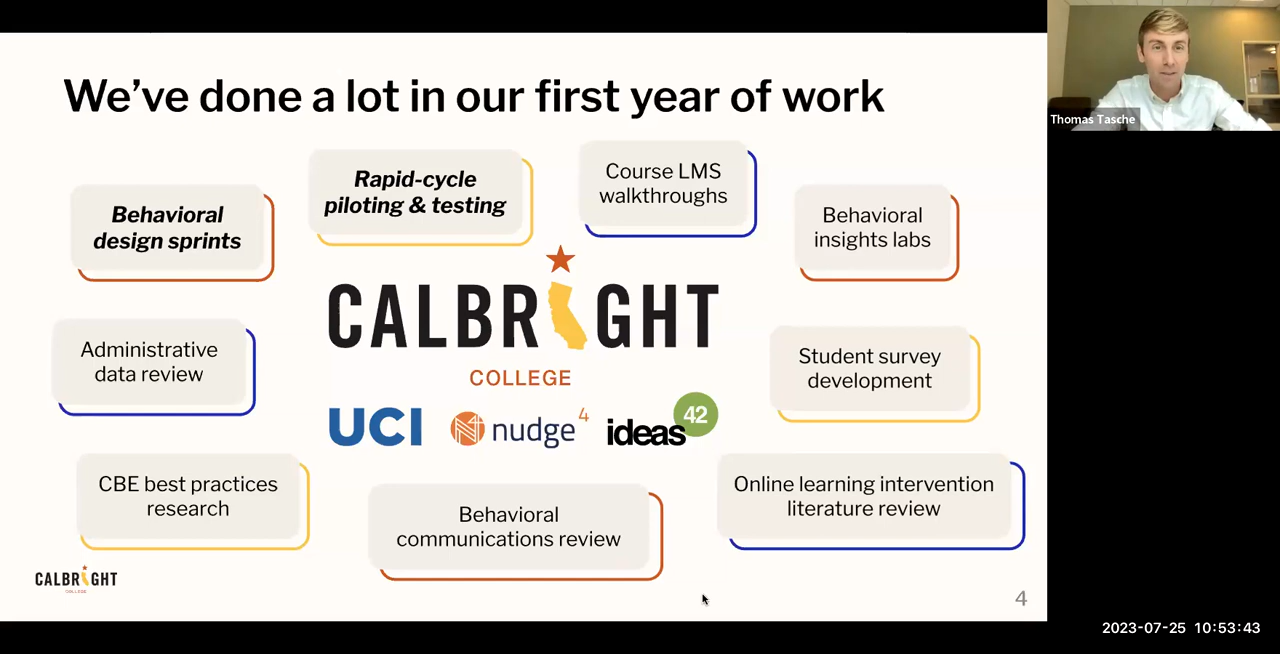 We've done a lot in our first year of work
Rapid-cycle
piloting & testing
Course LMS
walkthroughs
Behavioral
design sprints
Behavioral
insights labs
CALBRIGHT
COLLEGE
Administrative
data review
Student survey
development
UCI
nudge4
ideas42
CBE best practices
research
Behavioral
communications review
Online learning intervention
literature review
CALBRIGHT
COLLEGE
4
Thomas Tasche
2023-07-25 10:53:43